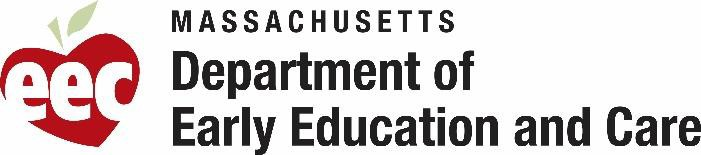 eec
MASSACHUSETTS
Department of
Early Education and Care